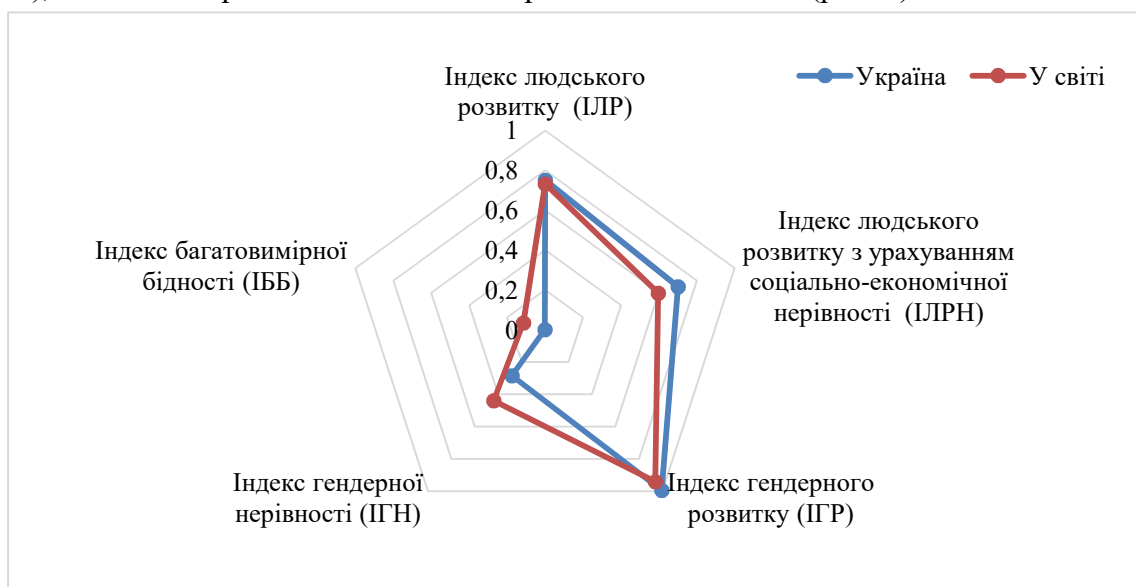 Україна
У світі
Індекс людського
розвитку (ІЛР)
1
0,8
0,6
0,4
0,2
0
Індекс людського
розвитку з урахуванням
соціально-економічної
нерівності (ІЛРН)
Індекс гендерного
розвитку (ІГР)
Індекс гендерної
нерівності (ІГН)
Індекс багатовимірної
бідності (ІББ)